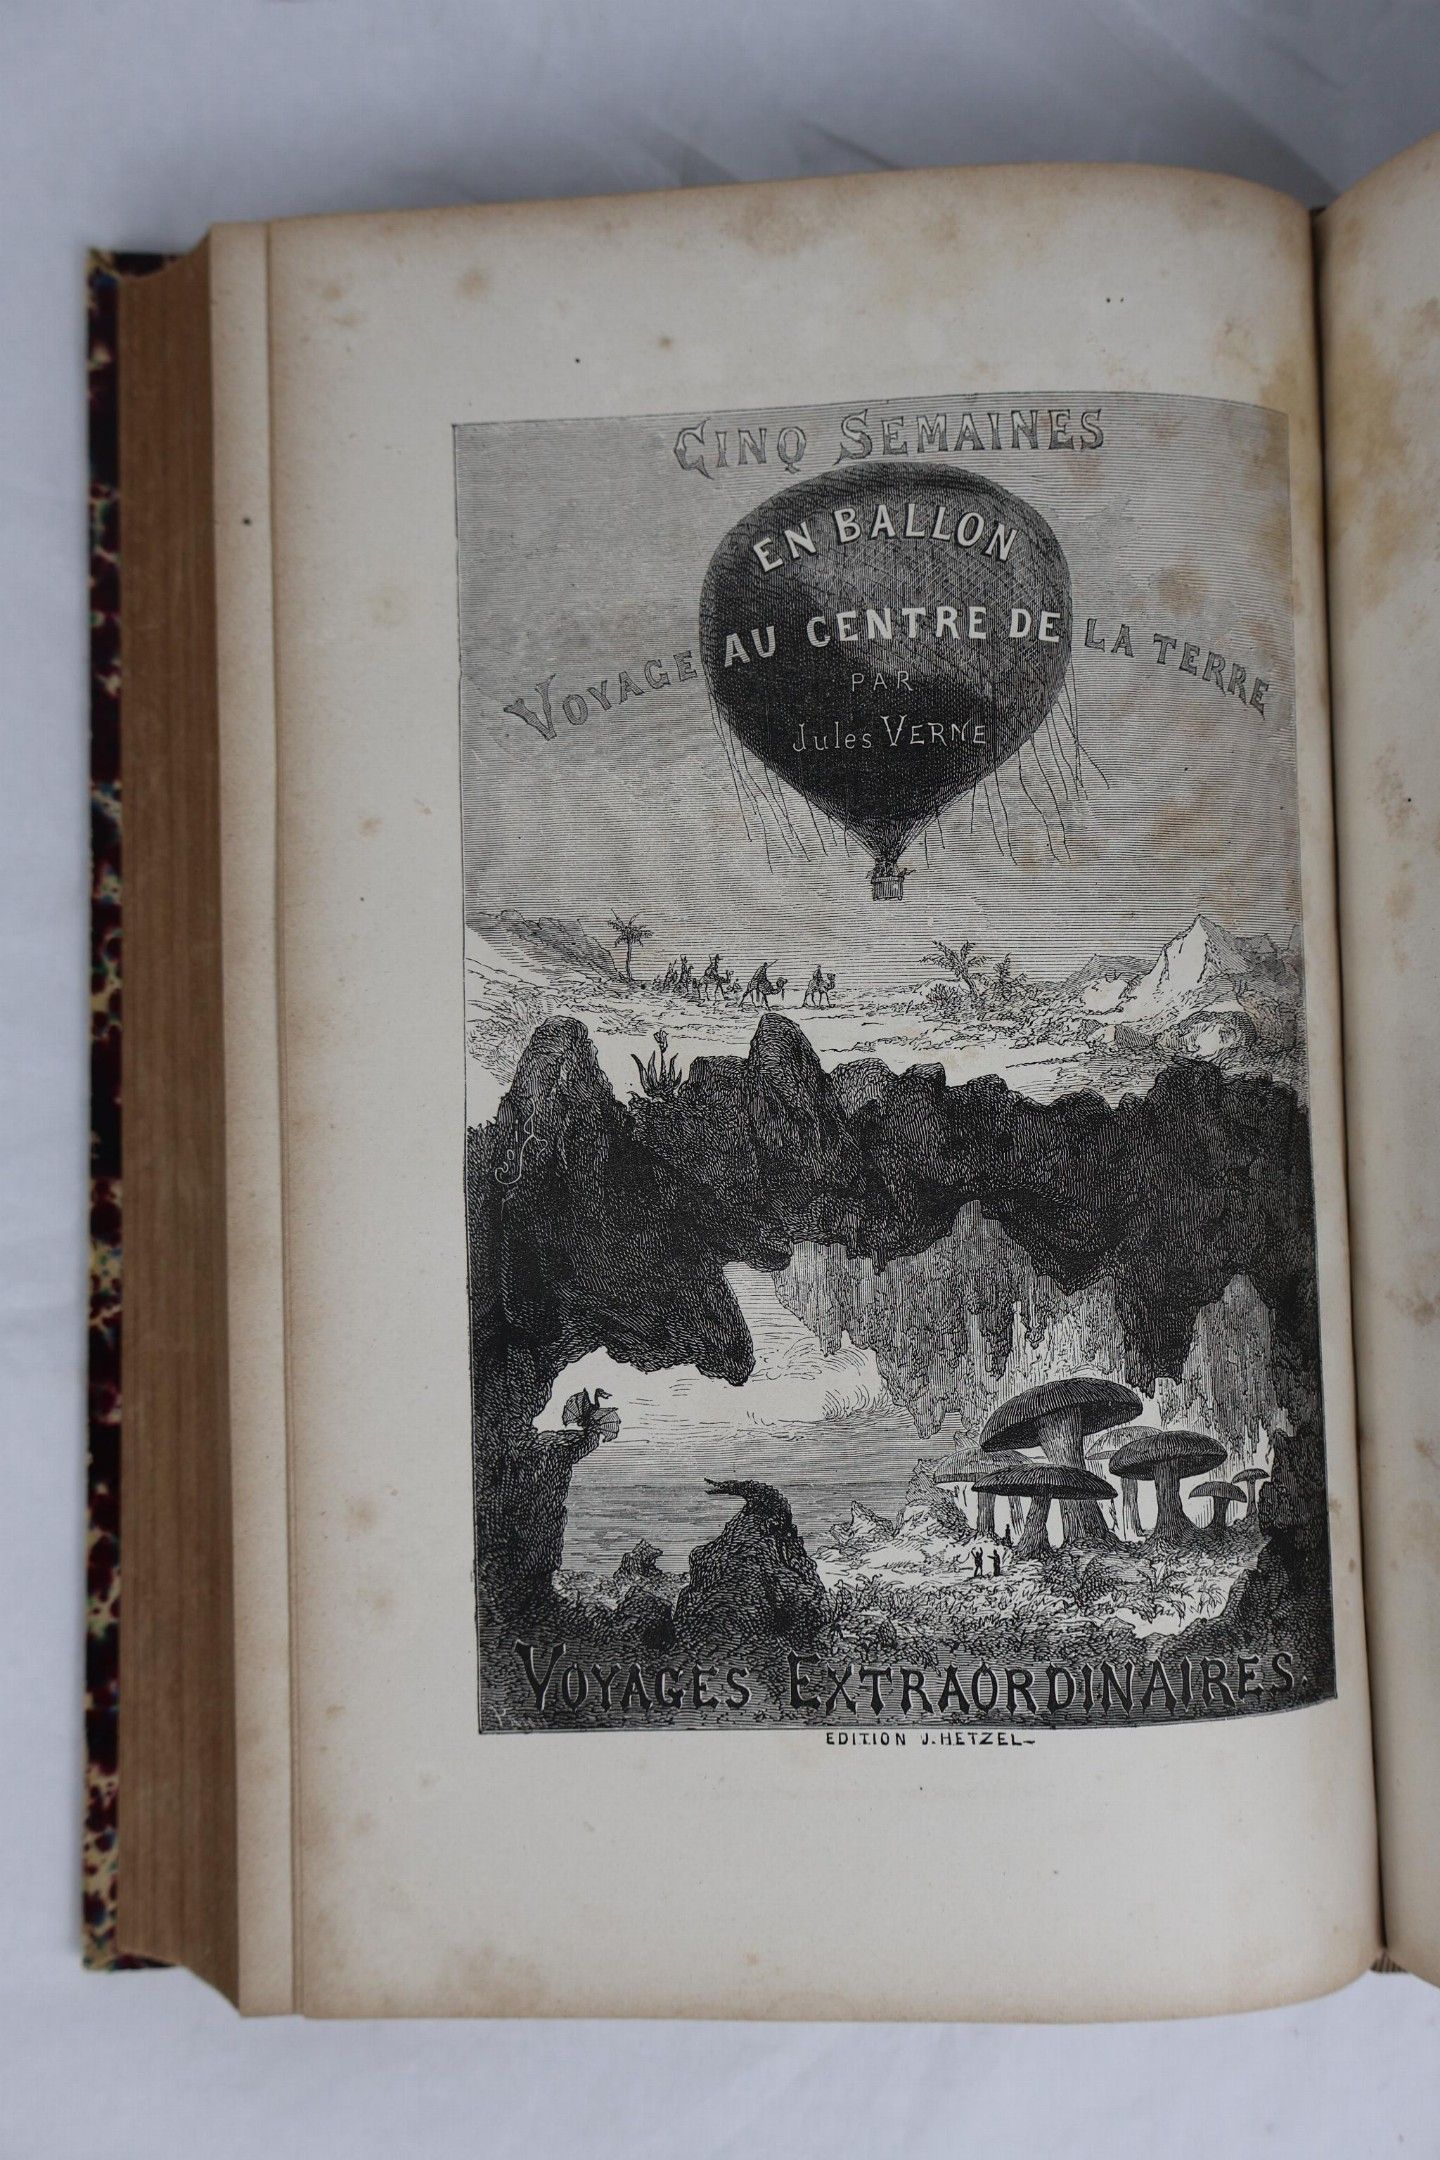 CINQ SEMAINES
EN BALLON
VOYAGE AU CENTRE DE LA TERRE
PAR
Jules VERNE
VOYAGES EXTRAORDINAIRES.
EDITION J. HETZEL